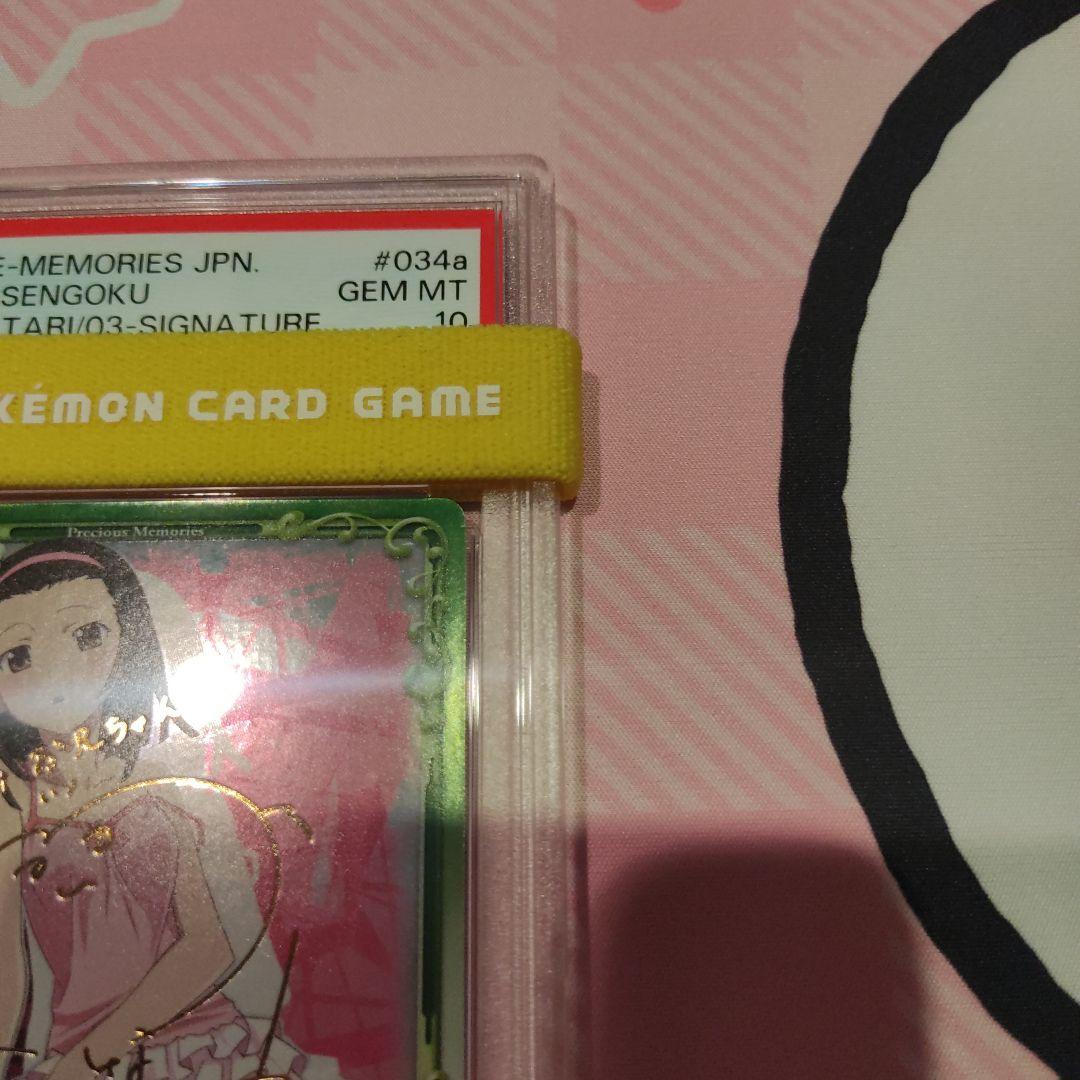 E-MEMORIES JPN. #034a
SENGOKU GEM MT
TARI/03-SIGNATURE 10
KÉMON CARD GAME
Precious Memories